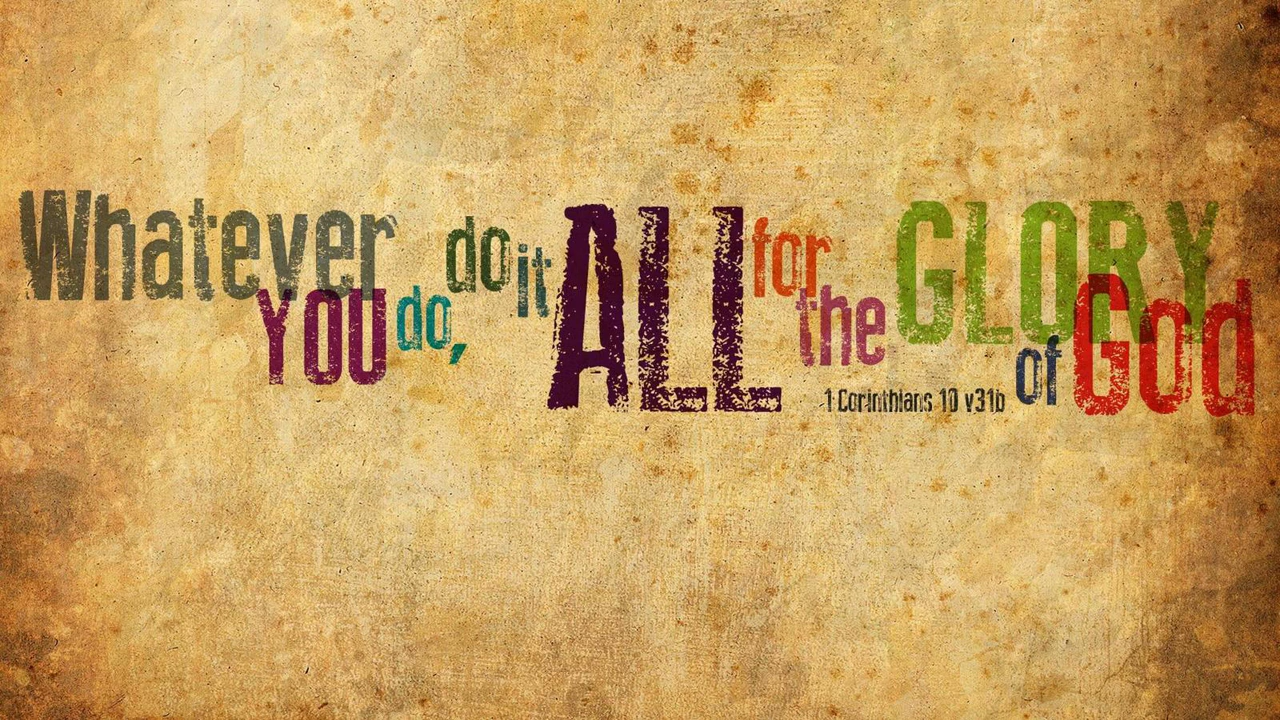 Whatever YOU do, do it ALL for the GLORY of God
1 Corinthians 10 v31b